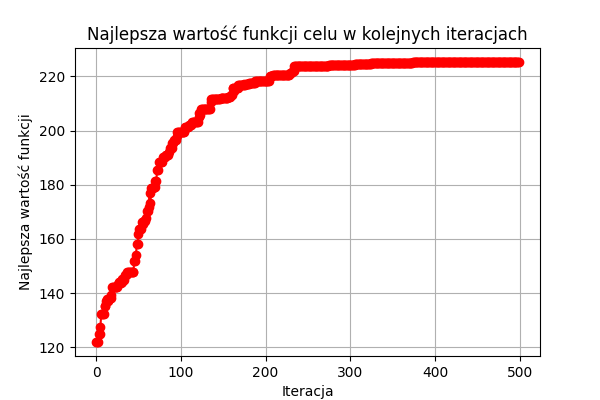 Najlepsza wartość funkcji celu w kolejnych iteracjach
Najlepsza wartość funkcji
220
200
180
160
140
120
0 100 200 300 400 500
Iteracja